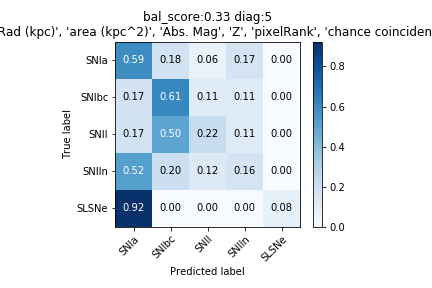 bal_score:0.33 diag:5
Rad (kpc)', 'area (kpc^2)', 'Abs. Mag', 'Z', 'pixelRank', 'chance coinciden
SNIa 0.59 0.18 0.06 0.17 0.00
SNIbc 0.17 0.61 0.11 0.11 0.00
SNII 0.17 0.50 0.22 0.11 0.00
SNIIn 0.52 0.20 0.12 0.16 0.00
SLSNe 0.92 0.00 0.00 0.00 0.08
True label
SNIa SNIbc SNII SNIIn SLSNe
Predicted label
0.8
0.6
0.4
0.2
0.0